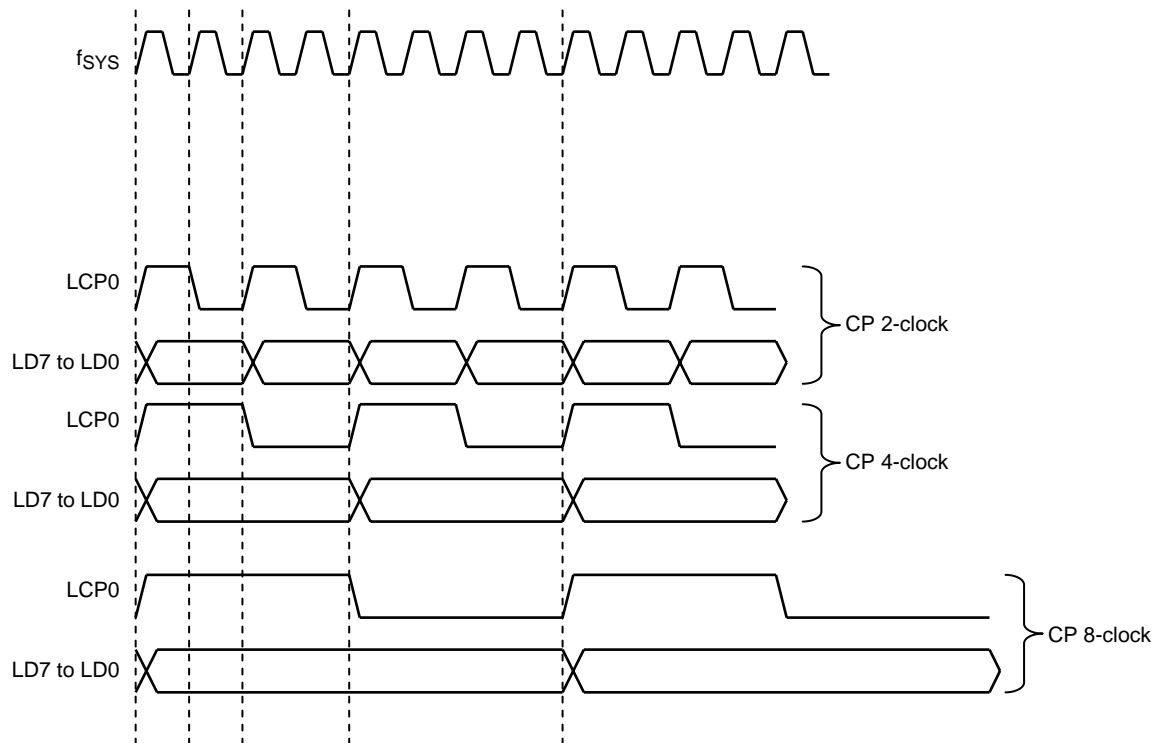 fSYS
LCP0
CP 2-clock
LD7 to LD0
LCP0
CP 4-clock
LD7 to LD0
LCP0
CP 8-clock
LD7 to LD0